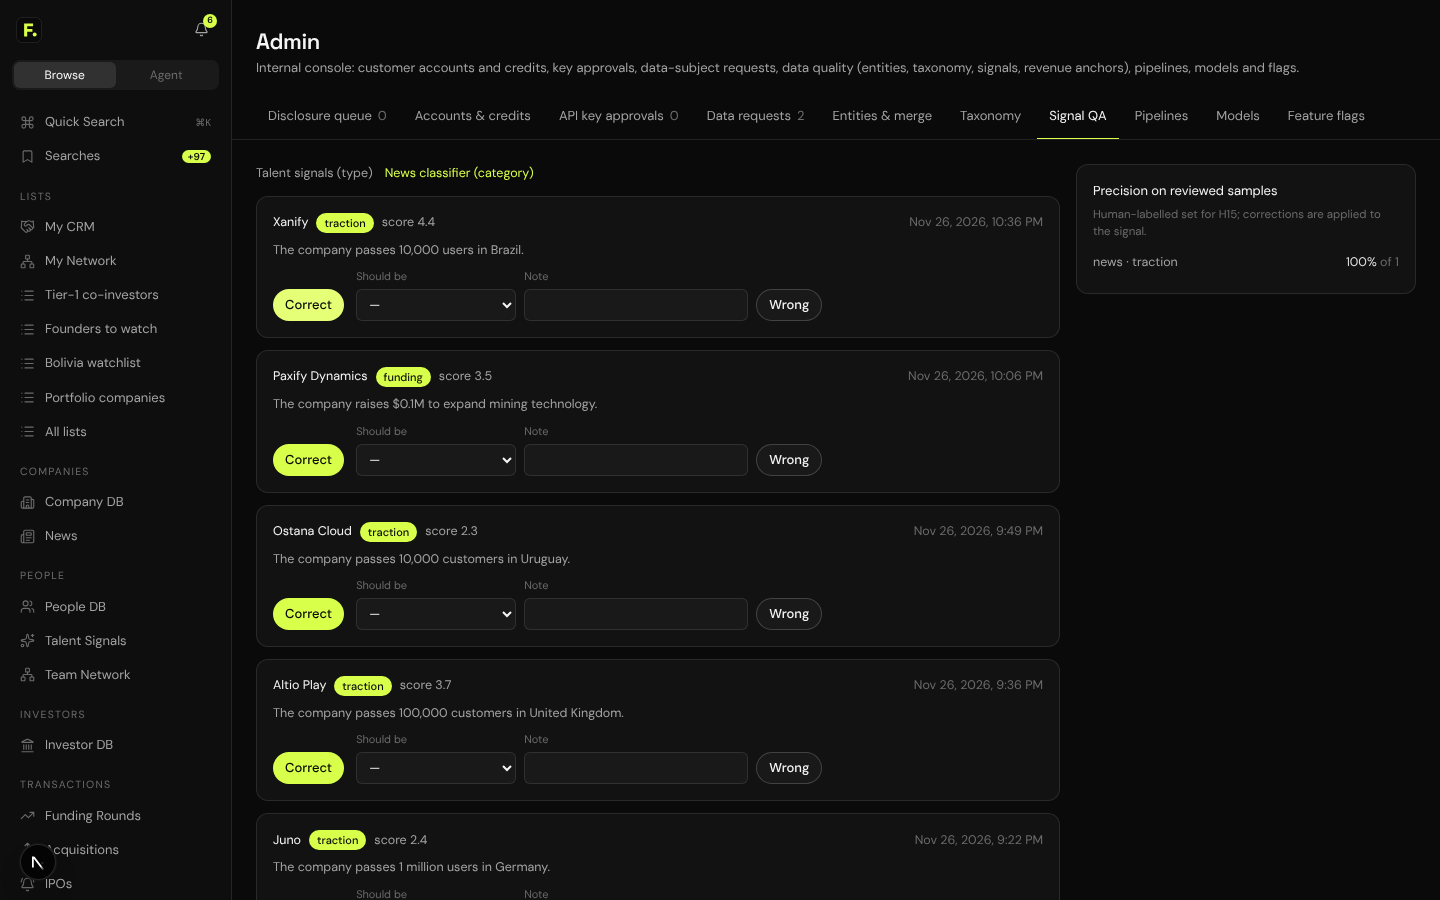 F.
6
Browse
Agent
Quick Search
⌘K
Searches
+97
LISTS
My CRM
My Network
Tier-1 co-investors
Founders to watch
Bolivia watchlist
Portfolio companies
All lists
COMPANIES
Company DB
News
PEOPLE
People DB
Talent Signals
Team Network
INVESTORS
Investor DB
TRANSACTIONS
Funding Rounds
Acquisitions
IPOs
Admin
Internal console: customer accounts and credits, key approvals, data-subject requests, data quality (entities, taxonomy, signals, revenue anchors), pipelines, models and flags.
Disclosure queue 0
Accounts & credits
API key approvals 0
Data requests 2
Entities & merge
Taxonomy
Signal QA
Pipelines
Models
Feature flags
Talent signals (type)
News classifier (category)
Xanify traction score 4.4
Nov 26, 2026, 10:36 PM
The company passes 10,000 users in Brazil.
Should be
Note
Correct
—
Wrong
Paxify Dynamics funding score 3.5
Nov 26, 2026, 10:06 PM
The company raises $0.1M to expand mining technology.
Should be
Note
Correct
—
Wrong
Ostana Cloud traction score 2.3
Nov 26, 2026, 9:49 PM
The company passes 10,000 customers in Uruguay.
Should be
Note
Correct
—
Wrong
Altio Play traction score 3.7
Nov 26, 2026, 9:36 PM
The company passes 100,000 customers in United Kingdom.
Should be
Note
Correct
—
Wrong
Juno traction score 2.4
Nov 26, 2026, 9:22 PM
The company passes 1 million users in Germany.
Should be
Note
Precision on reviewed samples
Human-labelled set for H15; corrections are applied to
the signal.
news · traction
100% of 1